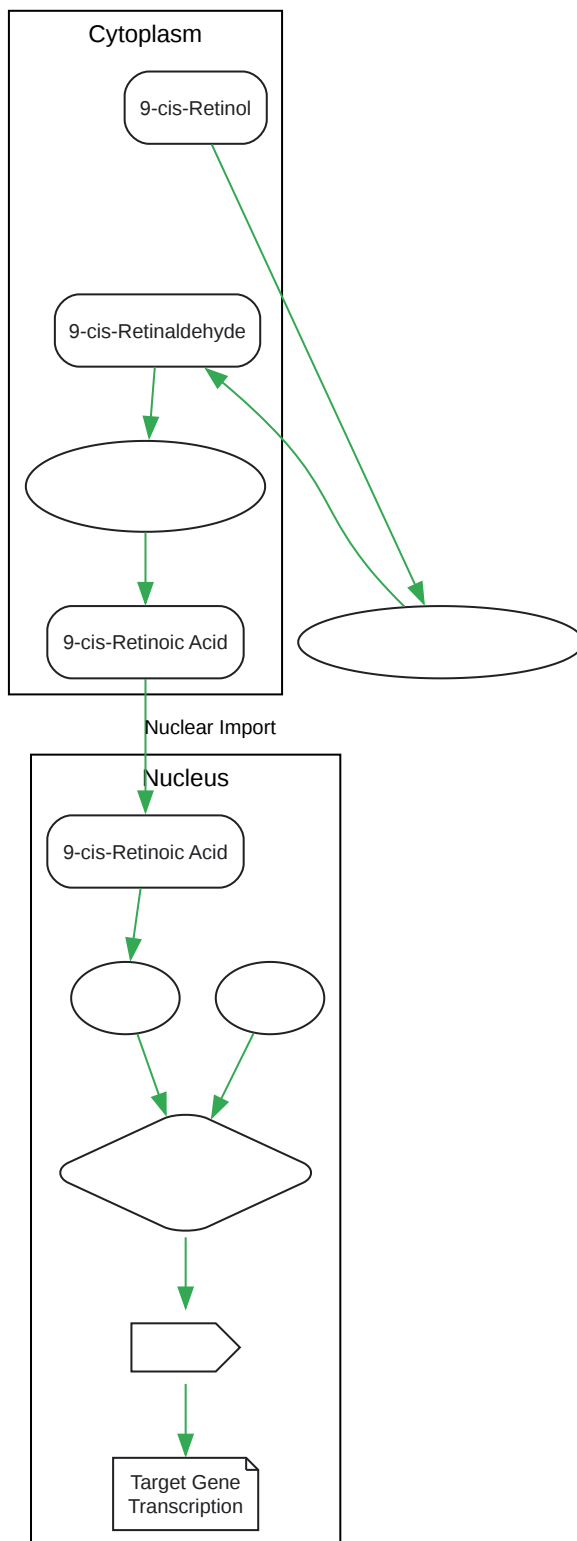 Cytoplasm
9-cis-Retinol
9-cis-Retinaldehyde
9-cis-Retinoic Acid
Nuclear Import
Nucleus
9-cis-Retinoic Acid
Target Gene
Transcription